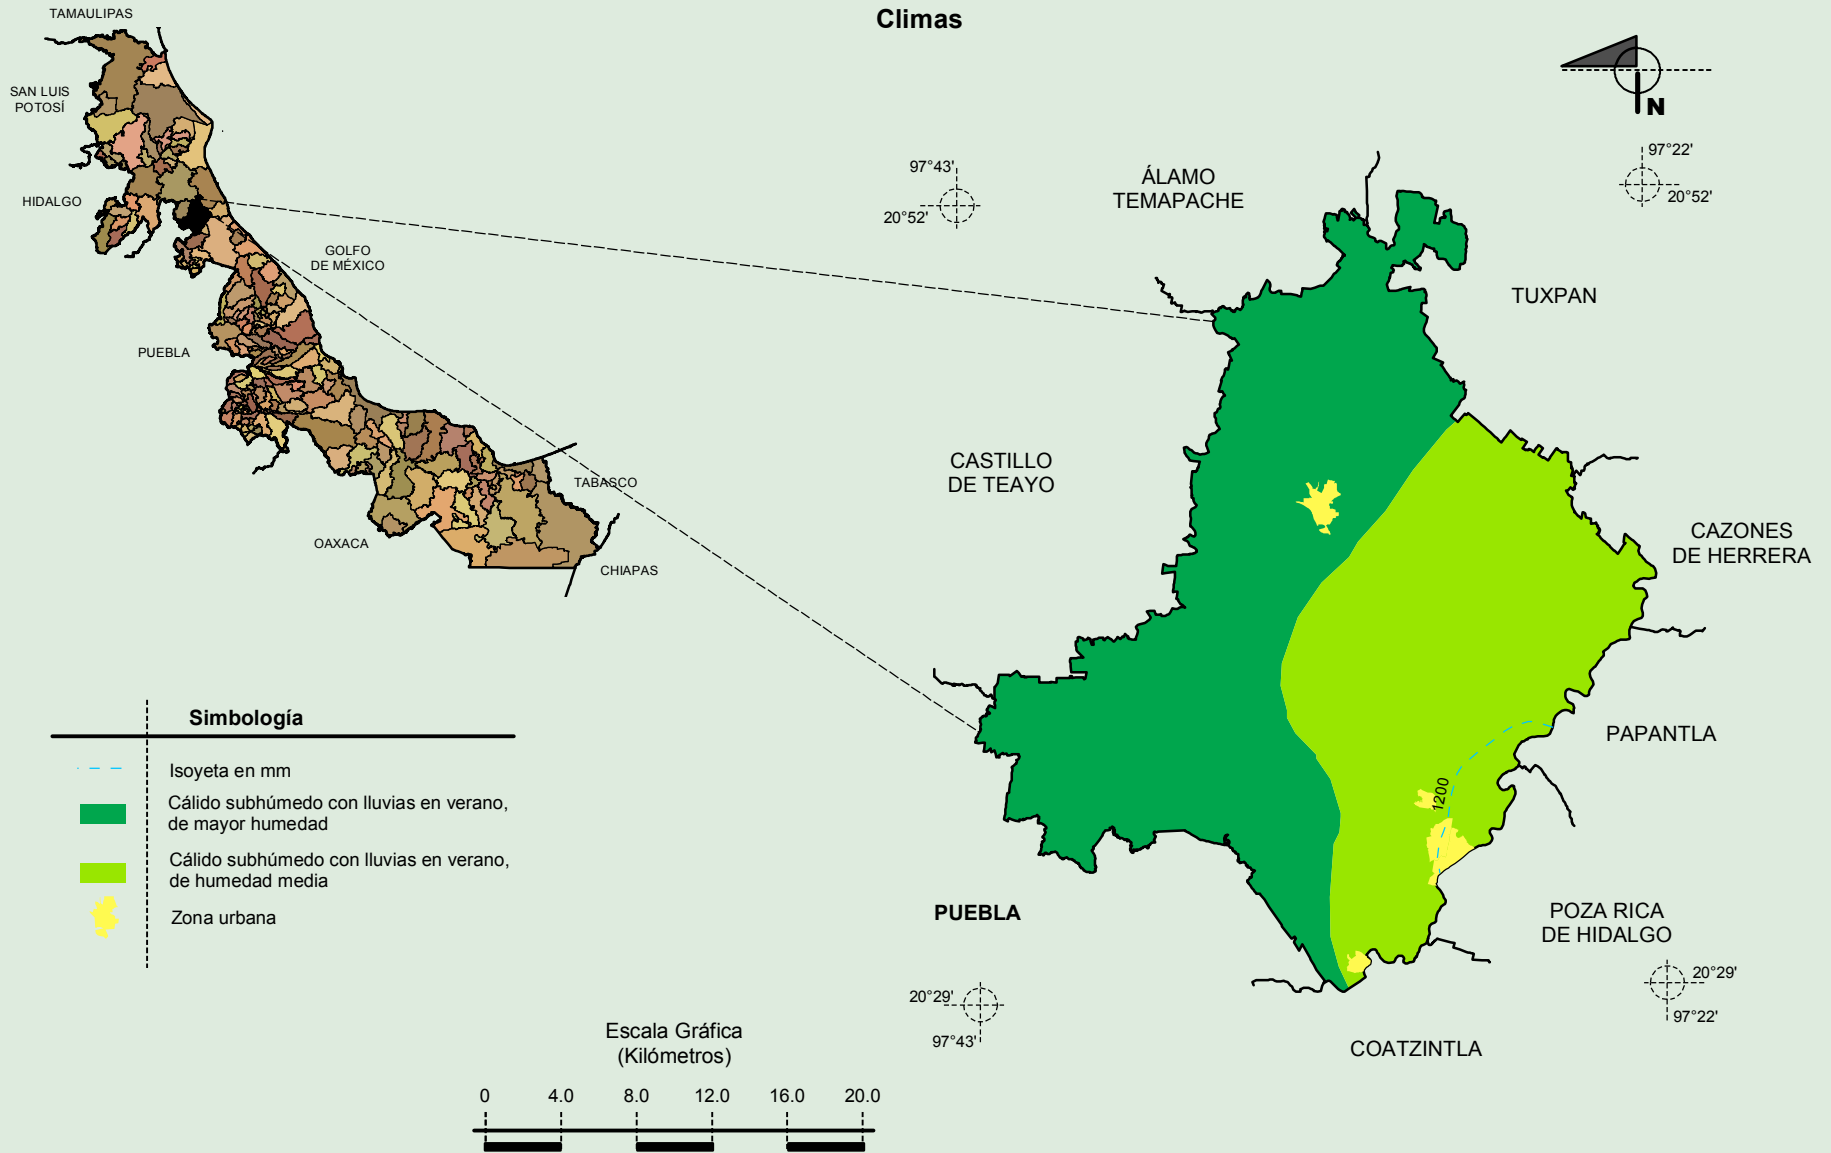 Climas
TAMAULIPAS
SAN LUIS
POTOSÍ
HIDALGO
GOLFO
DE MÉXICO
PUEBLA
TABASCO
OAXACA
CHIAPAS
N
97°43'
20°52'
97°22'
20°52'
ÁLAMO
TEMAPACHE
TUXPAN
CASTILLO
DE TEAYO
CAZONES
DE HERRERA
PAPANTLA
1200
PUEBLA
POZA RICA
DE HIDALGO
COATZINTLA
20°29'
97°43'
20°29'
97°22'
Simbología
Isoyeta en mm
Cálido subhúmedo con lluvias en verano,
de mayor humedad
Cálido subhúmedo con lluvias en verano,
de humedad media
Zona urbana
Escala Gráfica
(Kilómetros)
0 4.0 8.0 12.0 16.0 20.0